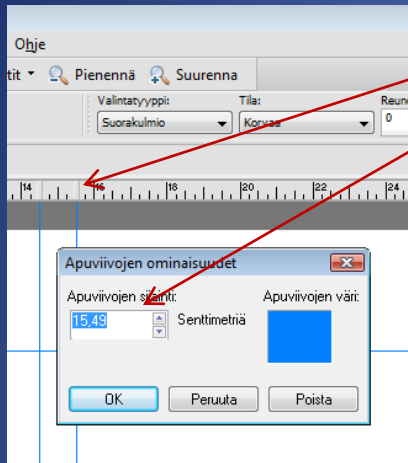 Ohje
tit Pienennä Suurenna
Valintatyyppi: Tila: Reun
Suorakulmio Korvaa 0
14 16 18 20 22 24
Apuviivojen ominaisuudet
Apuviivojen sijainti: Apuviivojen väri:
15,49 Senttimetriä
OK Peruuta Poista